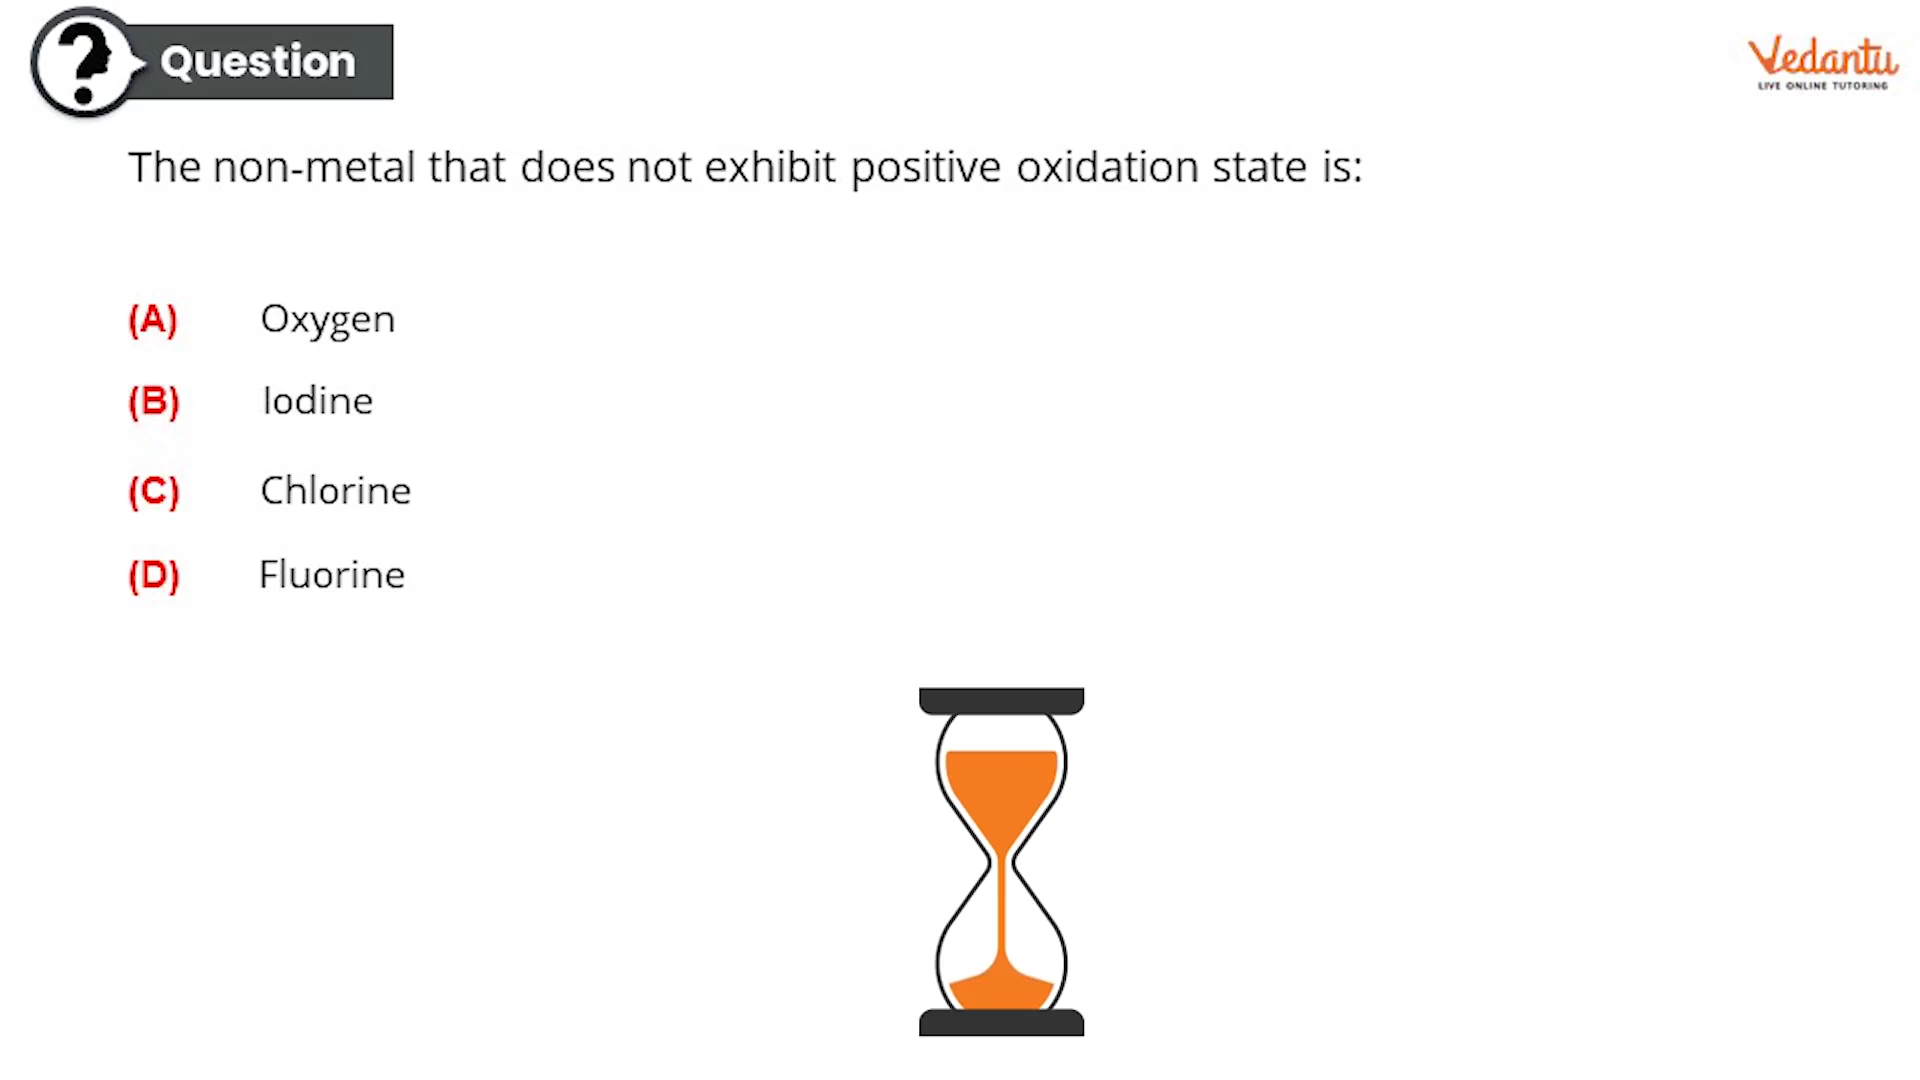 Question
Vedantu
LIVE ONLINE TUTORING
The non-metal that does not exhibit positive oxidation state is:
(A) Oxygen
(B) Iodine
(C) Chlorine
(D) Fluorine